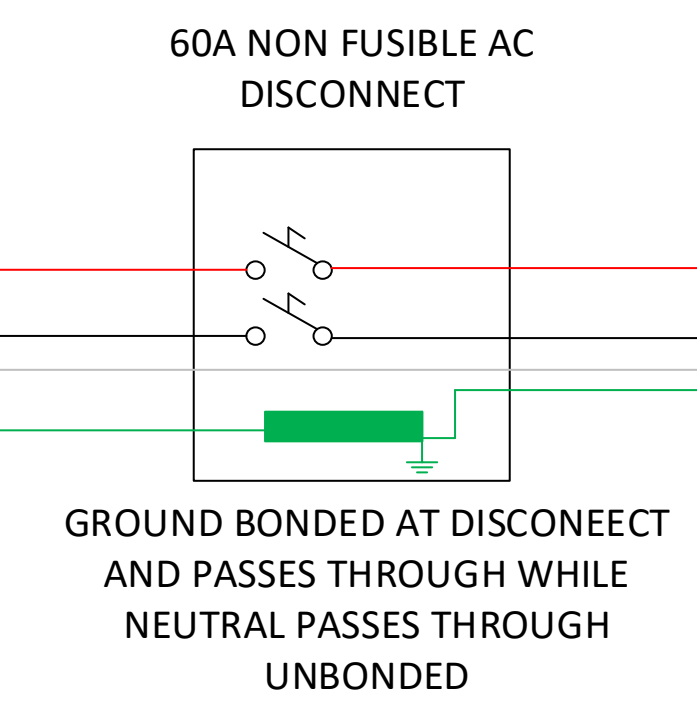 60A NON FUSIBLE AC
DISCONNECT
GROUND BONDED AT DISCONEECT
AND PASSES THROUGH WHILE
NEUTRAL PASSES THROUGH
UNBONDED